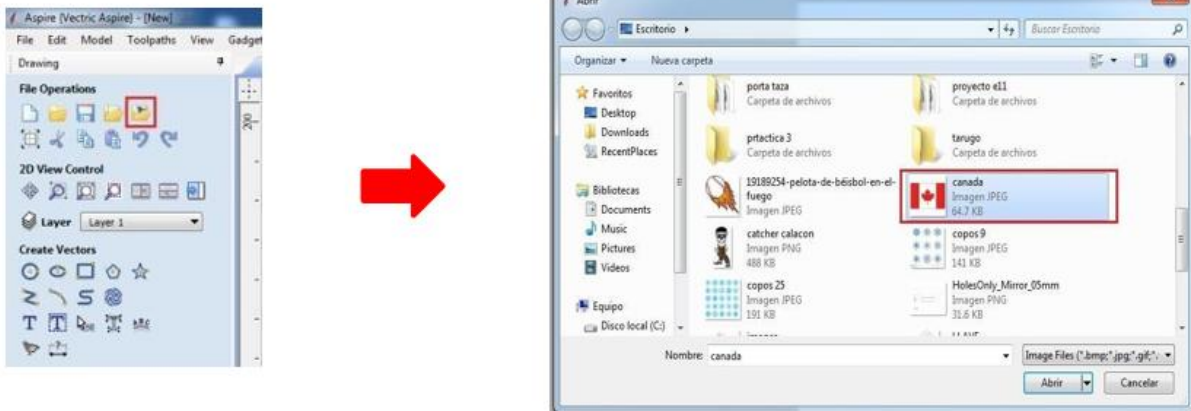 Aspire (Vectric Aspire) - [New]
File Edit Model Toolpaths View Gadget
Drawing
File Operations
2D View Control
Layer Layer 1
Create Vectors
200
Abrir
Escritorio
Buscar Escritorio
Organizar
Nueva carpeta
Favoritos
Desktop
Downloads
RecentPlaces
Bibliotecas
Documents
Music
Pictures
Videos
Equipo
Disco local (C:)
porta taza
Carpeta de archivos
proyecto e11
Carpeta de archivos
prtactica 3
Carpeta de archivos
tarugo
Carpeta de archivos
19189254-pelota-de-béisbol-en-el-
fuego
Imagen JPEG
canada
Imagen JPEG
64.7 KB
catcher calacon
Imagen PNG
488 KB
copos 9
Imagen JPEG
141 KB
copos 25
Imagen JPEG
191 KB
HolesOnly_Mirror_05mm
Imagen PNG
31.6 KB
Nombre: canada
Image Files (*.bmp;*.jpg;*.gif;*.
Abrir
Cancelar